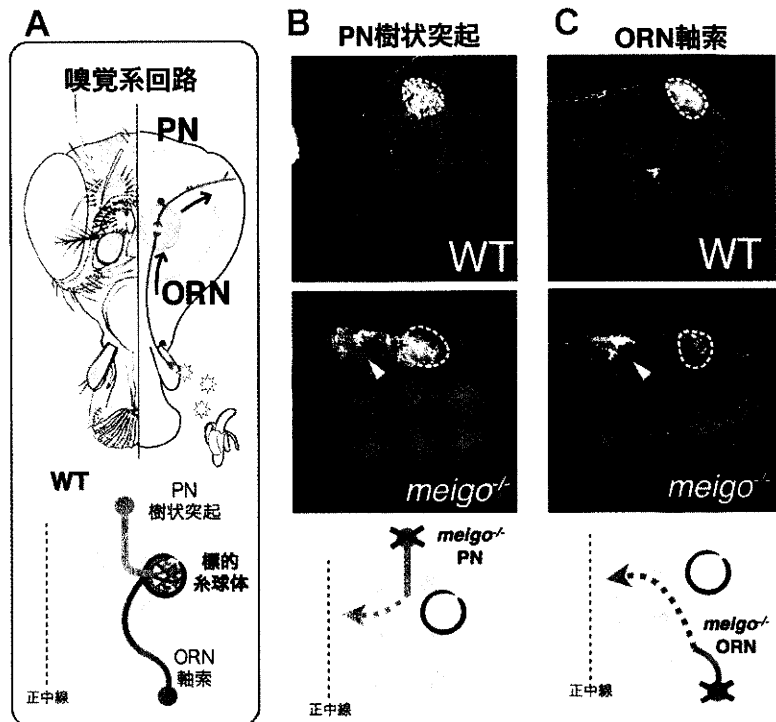 A
嗅覚系回路
PN
ORN
WT
PN
樹状突起
標的
糸球体
ORN
軸索
正中線
B
PN樹状突起
WT
meigo-/-
meigo-/-
PN
正中線
C
ORN軸索
WT
meigo-/-
meigo-/-
ORN
正中線